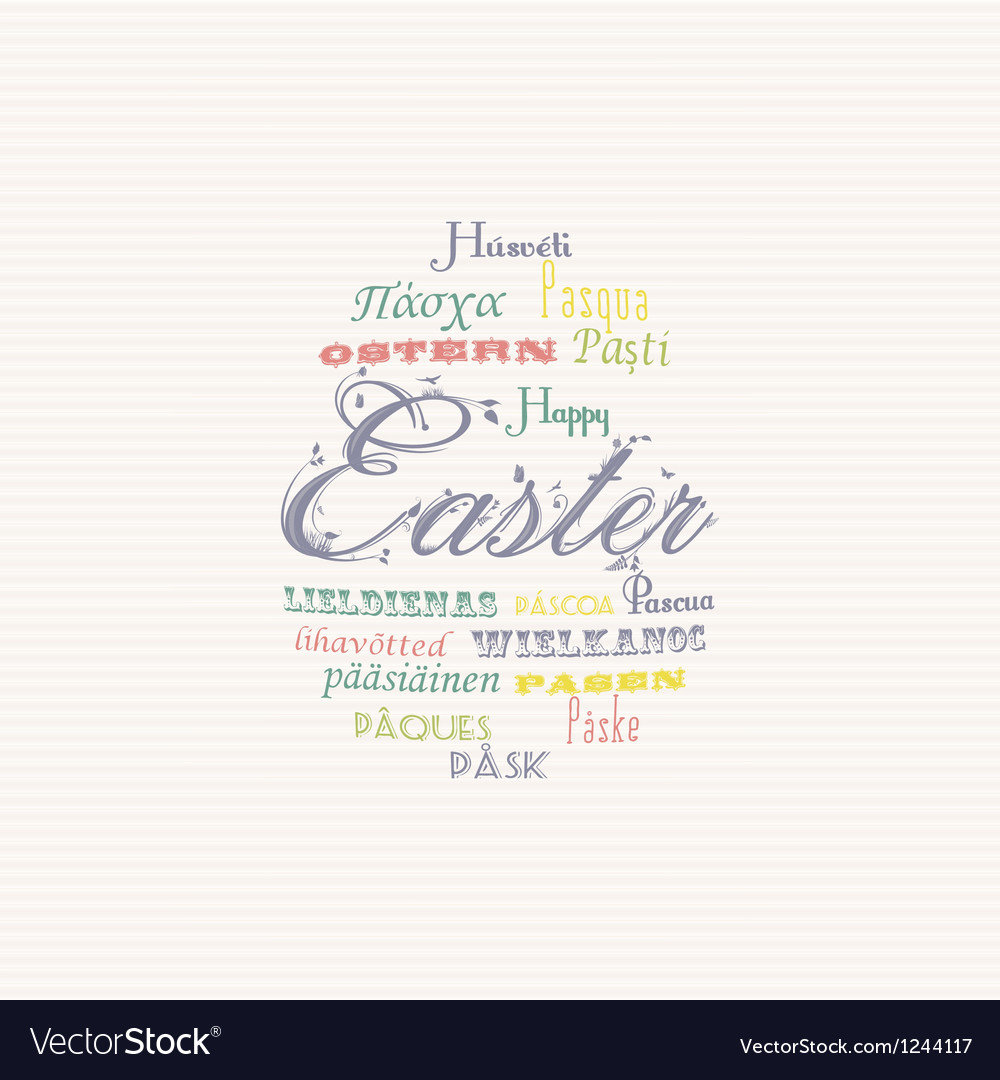 Húsvéti
Πάσχα Pasqua
OSTERN Paşti
Happy
Easter
LIELDIENAS PÁSCOA Pascua
lihavõtted WIELKANOC
pääsiäinen PASEN
PÂQUES Påske
PÅSK
VectorStock® VectorStock.com/1244117